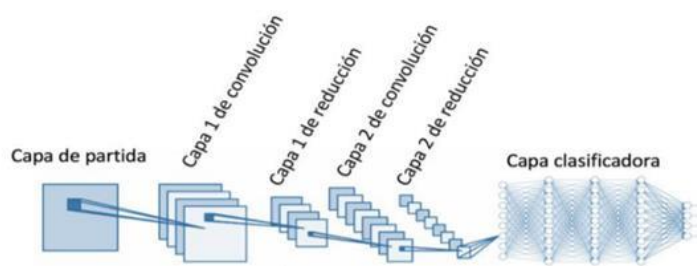 Capa de partida
Capa 1 de convolución
Capa 1 de reducción
Capa 2 de convolución
Capa 2 de reducción
Capa clasificadora